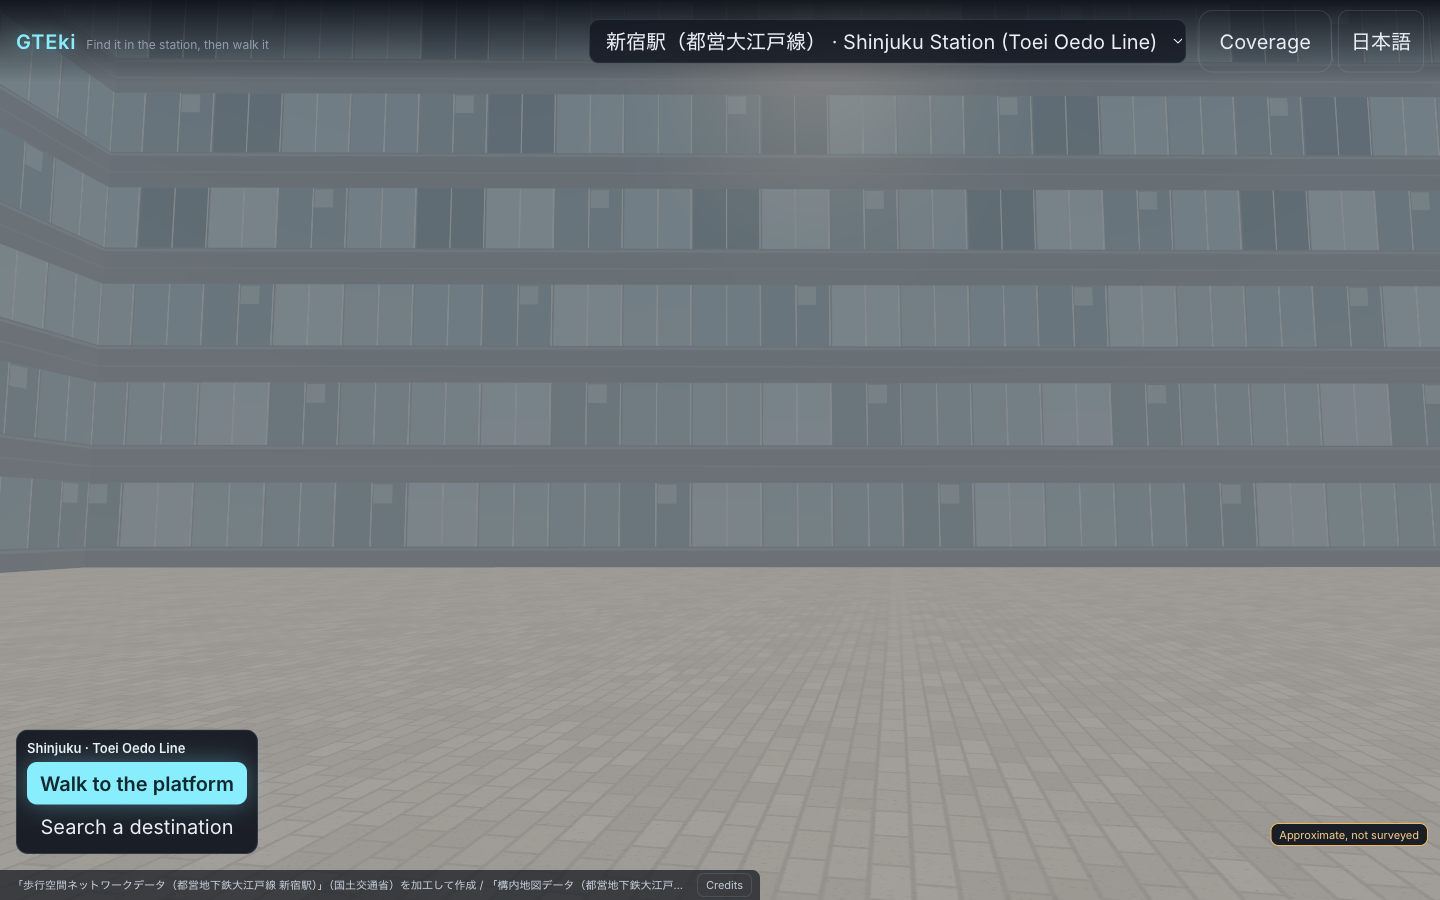 GTEki Find it in the station, then walk it
新宿駅（都営大江戸線） · Shinjuku Station (Toei Oedo Line)
Coverage
日本語
Shinjuku · Toei Oedo Line
Walk to the platform
Search a destination
Approximate, not surveyed
「歩行空間ネットワークデータ（都営地下鉄大江戸線 新宿駅）」（国土交通省）を加工して作成 / 「構内地図データ（都営地下鉄大江戸…
Credits